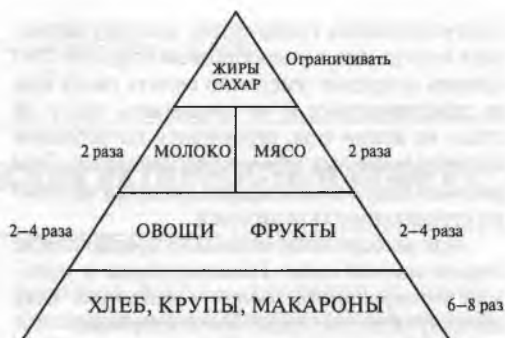 Ограничивать
ЖИРЫ
САХАР
2 раза МОЛОКО МЯСО 2 раза
2–4 раза ОВОЩИ ФРУКТЫ 2–4 раза
ХЛЕБ, КРУПЫ, МАКАРОНЫ 6–8 раз